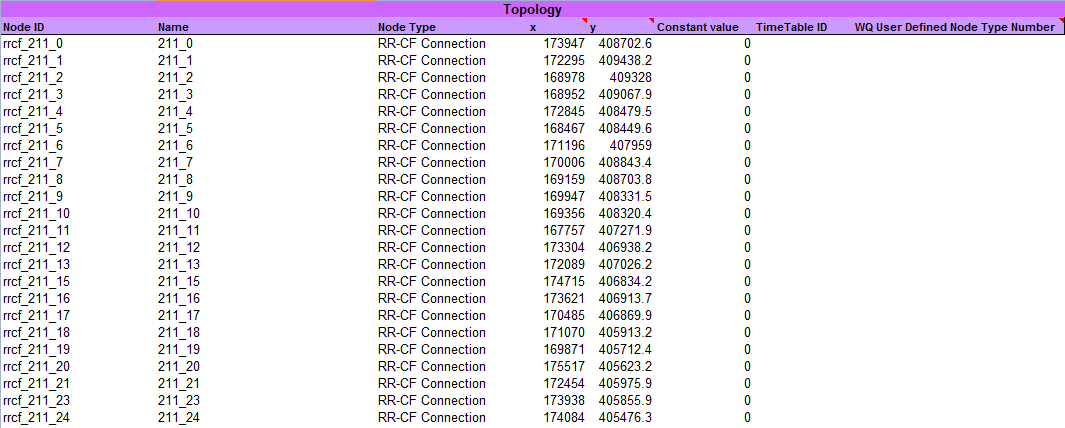 Topology
Node ID Name Node Type x y Constant value TimeTable ID WQ User Defined Node Type Number
rrcf_211_0 211_0 RR-CF Connection 173947 408702.6 0
rrcf_211_1 211_1 RR-CF Connection 172295 409438.2 0
rrcf_211_2 211_2 RR-CF Connection 168978 409328 0
rrcf_211_3 211_3 RR-CF Connection 168952 409067.9 0
rrcf_211_4 211_4 RR-CF Connection 172845 408479.5 0
rrcf_211_5 211_5 RR-CF Connection 168467 408449.6 0
rrcf_211_6 211_6 RR-CF Connection 171196 407959 0
rrcf_211_7 211_7 RR-CF Connection 170006 408843.4 0
rrcf_211_8 211_8 RR-CF Connection 169159 408703.8 0
rrcf_211_9 211_9 RR-CF Connection 169947 408331.5 0
rrcf_211_10 211_10 RR-CF Connection 169356 408320.4 0
rrcf_211_11 211_11 RR-CF Connection 167757 407271.9 0
rrcf_211_12 211_12 RR-CF Connection 173304 406938.2 0
rrcf_211_13 211_13 RR-CF Connection 172089 407026.2 0
rrcf_211_15 211_15 RR-CF Connection 174715 406834.2 0
rrcf_211_16 211_16 RR-CF Connection 173621 406913.7 0
rrcf_211_17 211_17 RR-CF Connection 170485 406869.9 0
rrcf_211_18 211_18 RR-CF Connection 171070 405913.2 0
rrcf_211_19 211_19 RR-CF Connection 169871 405712.4 0
rrcf_211_20 211_20 RR-CF Connection 175517 405623.2 0
rrcf_211_21 211_21 RR-CF Connection 172454 405975.9 0
rrcf_211_23 211_23 RR-CF Connection 173938 405855.9 0
rrcf_211_24 211_24 RR-CF Connection 174084 405476.3 0